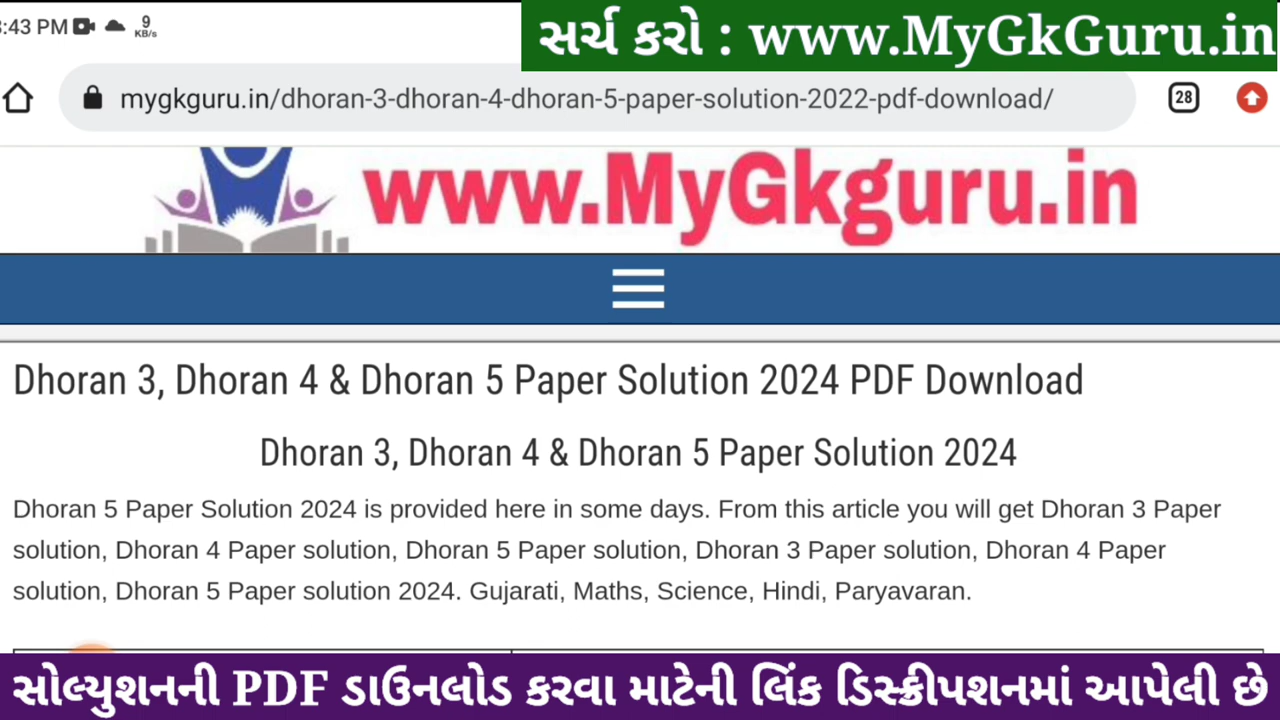 :43 PM 9 KB/s
સર્ચ કરો : www.MyGkGuru.in
mygkguru.in/dhoran-3-dhoran-4-dhoran-5-paper-solution-2022-pdf-download/ 28
www.MyGkguru.in
Dhoran 3, Dhoran 4 & Dhoran 5 Paper Solution 2024 PDF Download
Dhoran 3, Dhoran 4 & Dhoran 5 Paper Solution 2024
Dhoran 5 Paper Solution 2024 is provided here in some days. From this article you will get Dhoran 3 Paper
solution, Dhoran 4 Paper solution, Dhoran 5 Paper solution, Dhoran 3 Paper solution, Dhoran 4 Paper
solution, Dhoran 5 Paper solution 2024. Gujarati, Maths, Science, Hindi, Paryavaran.
સોલ્યુશનની PDF ડાઉનલોડ કરવા માટેની લિંક ડિસ્ક્રીપશનમાં આપેલી છે